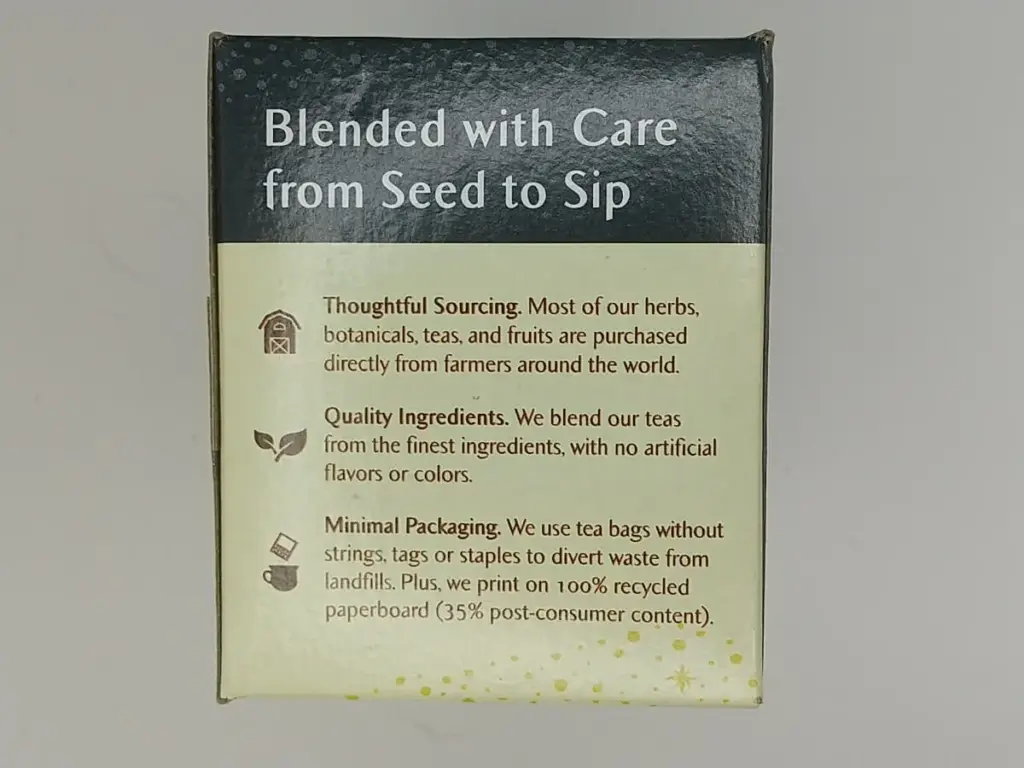 Blended with Care
from Seed to Sip
Thoughtful Sourcing. Most of our herbs,
botanicals, teas, and fruits are purchased
directly from farmers around the world.
Quality Ingredients. We blend our teas
from the finest ingredients, with no artificial
flavors or colors.
Minimal Packaging. We use tea bags without
strings, tags or staples to divert waste from
landfills. Plus, we print on 100% recycled
paperboard (35% post-consumer content).